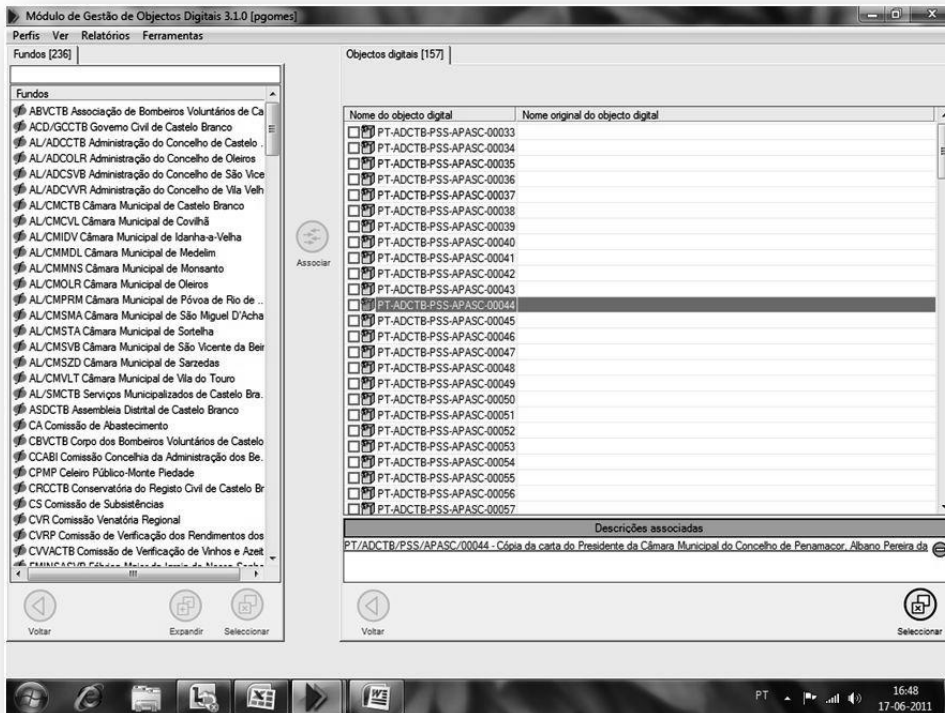 Módulo de Gestão de Objectos Digitais 3.1.0 [pgomes]
Perfis Ver Relatórios Ferramentas
Fundos [236]
Fundos
ABVCTB Associação de Bombeiros Voluntários de Ca
ACD/GCCTB Governo Civil de Castelo Branco
AL/ADCCTB Administração do Concelho de Castelo .
AL/ADCOLR Administração do Concelho de Oleiros
AL/ADCSVB Administração do Concelho de São Vice
AL/ADCVVR Administração do Concelho de Vila Velh
AL/CMCTB Câmara Municipal de Castelo Branco
AL/CMCVL Câmara Municipal de Covilhã
AL/CMIDV Câmara Municipal de Idanha-a-Velha
AL/CMMDL Câmara Municipal de Medelim
AL/CMMNS Câmara Municipal de Monsanto
AL/CMOLR Câmara Municipal de Oleiros
AL/CMPRM Câmara Municipal de Póvoa de Rio de ..
AL/CMSMA Câmara Municipal de São Miguel D'Acha
AL/CMSTA Câmara Municipal de Sortelha
AL/CMSVB Câmara Municipal de São Vicente da Beir
AL/CMSZD Câmara Municipal de Sarzedas
AL/CMVLT Câmara Municipal de Vila do Touro
AL/SMCTB Serviços Municipalizados de Castelo Bra.
ASDCTB Assembleia Distrital de Castelo Branco
CA Comissão de Abastecimento
CBVCTB Corpo dos Bombeiros Voluntários de Castelo
CCABI Comissão Concelhia da Administração dos Be.
CPMP Celeiro Público-Monte Piedade
CRCCTB Conservatória do Registo Civil de Castelo Br
CS Comissão de Subsistências
CVR Comissão Venatória Regional
CVRP Comissão de Verificação dos Rendimentos dos
CVVACTB Comissão de Verificação de Vinhos e Azeit
Voltar
Expandir
Seleccionar
Associar
Objectos digitais [157]
Nome do objecto digital Nome original do objecto digital
PT-ADCTB-PSS-APASC-00033
PT-ADCTB-PSS-APASC-00034
PT-ADCTB-PSS-APASC-00035
PT-ADCTB-PSS-APASC-00036
PT-ADCTB-PSS-APASC-00037
PT-ADCTB-PSS-APASC-00038
PT-ADCTB-PSS-APASC-00039
PT-ADCTB-PSS-APASC-00040
PT-ADCTB-PSS-APASC-00041
PT-ADCTB-PSS-APASC-00042
PT-ADCTB-PSS-APASC-00043
PT-ADCTB-PSS-APASC-00044
PT-ADCTB-PSS-APASC-00045
PT-ADCTB-PSS-APASC-00046
PT-ADCTB-PSS-APASC-00047
PT-ADCTB-PSS-APASC-00048
PT-ADCTB-PSS-APASC-00049
PT-ADCTB-PSS-APASC-00050
PT-ADCTB-PSS-APASC-00051
PT-ADCTB-PSS-APASC-00052
PT-ADCTB-PSS-APASC-00053
PT-ADCTB-PSS-APASC-00054
PT-ADCTB-PSS-APASC-00055
PT-ADCTB-PSS-APASC-00056
PT-ADCTB-PSS-APASC-00057
Descrições associadas
PT/ADCTB/PSS/APASC/00044 - Cópia da carta do Presidente da Câmara Municipal do Concelho de Penamacor, Albano Pereira da
Voltar
Seleccionar
PT
16:48
17-06-2011